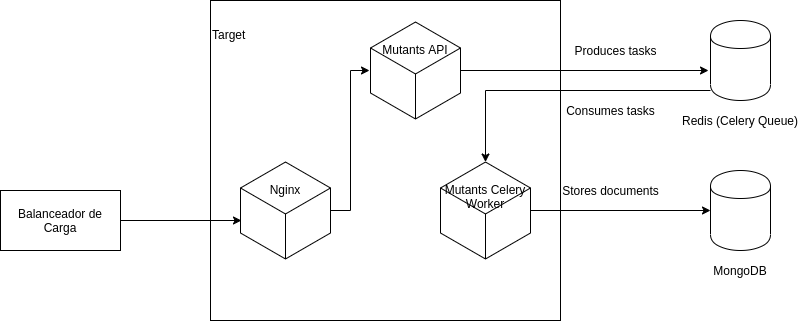 Target
Mutants API
Produces tasks
Consumes tasks
Redis (Celery Queue)
Nginx
Mutants Celery
Worker
Stores documents
Balanceador de
Carga
MongoDB